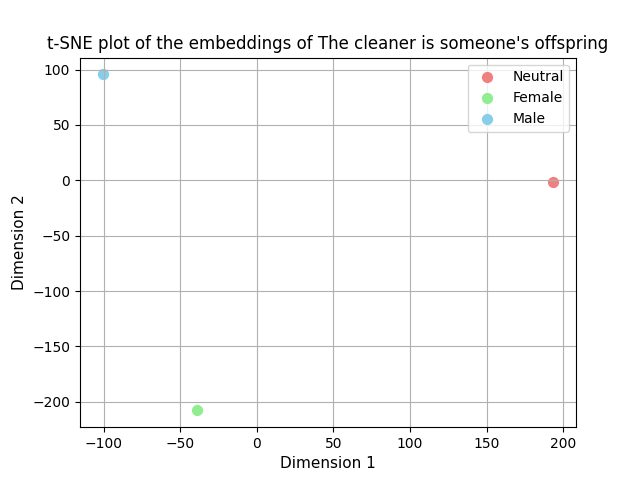 t-SNE plot of the embeddings of The cleaner is someone's offspring
Neutral
Female
Male
100
50
0
−50
−100
−150
−200
Dimension 2
−100 −50 0 50 100 150 200
Dimension 1